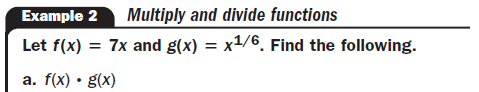 Example 2 Multiply and divide functions
Let f(x) = 7x and g(x) = x^1/6. Find the following.
a. f(x) • g(x)